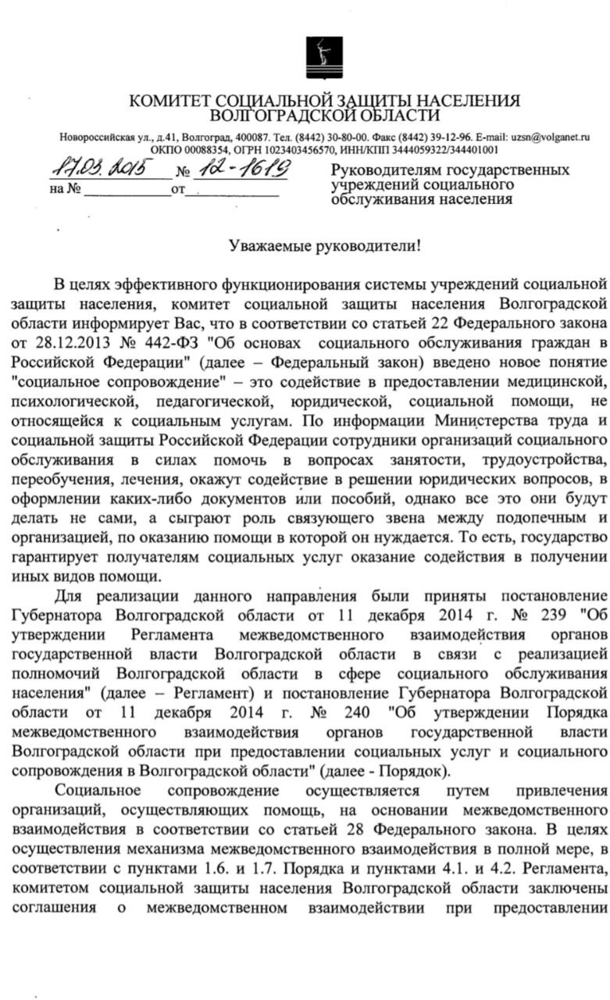 КОМИТЕТ СОЦИАЛЬНОЙ ЗАЩИТЫ НАСЕЛЕНИЯ
ВОЛГОГРАДСКОЙ ОБЛАСТИ
Новороссийская ул., д.41, Волгоград, 400087. Тел. (8442) 30-80-00. Факс (8442) 39-12-96. E-mail: uzsn@volganet.ru
ОКПО 00088354, ОГРН 1023403456570, ИНН/КПП 3444059322/344401001
17.03.2015 № 12-1619
на № ____________от____________
Руководителям государственных
учреждений социального
обслуживания населения
Уважаемые руководители!
В целях эффективного функционирования системы учреждений социальной
защиты населения, комитет социальной защиты населения Волгоградской
области информирует Вас, что в соответствии со статьей 22 Федерального закона
от 28.12.2013 № 442-ФЗ "Об основах социального обслуживания граждан в
Российской Федерации" (далее – Федеральный закон) введено новое понятие
"социальное сопровождение" – это содействие в предоставлении медицинской,
психологической, педагогической, юридической, социальной помощи, не
относящейся к социальным услугам. По информации Министерства труда и
социальной защиты Российской Федерации сотрудники организаций социального
обслуживания в силах помочь в вопросах занятости, трудоустройства,
переобучения, лечения, окажут содействие в решении юридических вопросов, в
оформлении каких-либо документов или пособий, однако все это они будут
делать не сами, а сыграют роль связующего звена между подопечным и
организацией, по оказанию помощи в которой он нуждается. То есть, государство
гарантирует получателям социальных услуг оказание содействия в получении
иных видов помощи.
Для реализации данного направления были приняты постановление
Губернатора Волгоградской области от 11 декабря 2014 г. № 239 "Об
утверждении Регламента межведомственного взаимодействия органов
государственной власти Волгоградской области в связи с реализацией
полномочий Волгоградской области в сфере социального обслуживания
населения" (далее – Регламент) и постановление Губернатора Волгоградской
области от 11 декабря 2014 г. № 240 "Об утверждении Порядка
межведомственного взаимодействия органов государственной власти
Волгоградской области при предоставлении социальных услуг и социального
сопровождения в Волгоградской области" (далее - Порядок).
Социальное сопровождение осуществляется путем привлечения
организаций, осуществляющих помощь, на основании межведомственного
взаимодействия в соответствии со статьей 28 Федерального закона. В целях
осуществления механизма межведомственного взаимодействия в полной мере, в
соответствии с пунктами 1.6. и 1.7. Порядка и пунктами 4.1. и 4.2. Регламента,
комитетом социальной защиты населения Волгоградской области заключены
соглашения о межведомственном взаимодействии при предоставлении